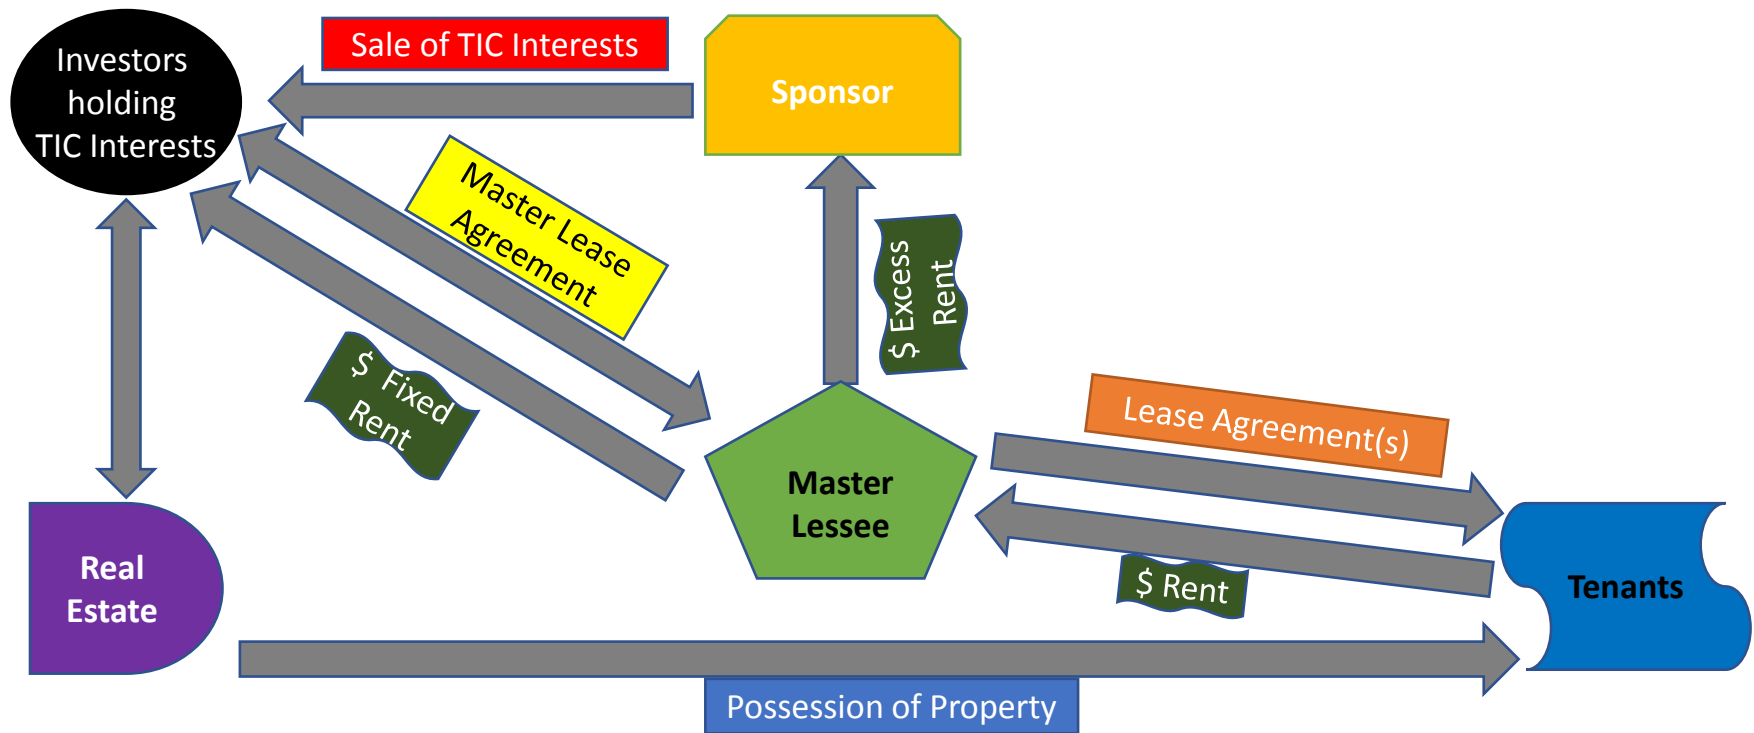 Sale of TIC Interests
Investors
holding
TIC Interests
Sponsor
Master Lease
Agreement
$ Excess
Rent
$ Fixed
Rent
Lease Agreement(s)
Master
Lessee
$ Rent
Real
Estate
Tenants
Possession of Property